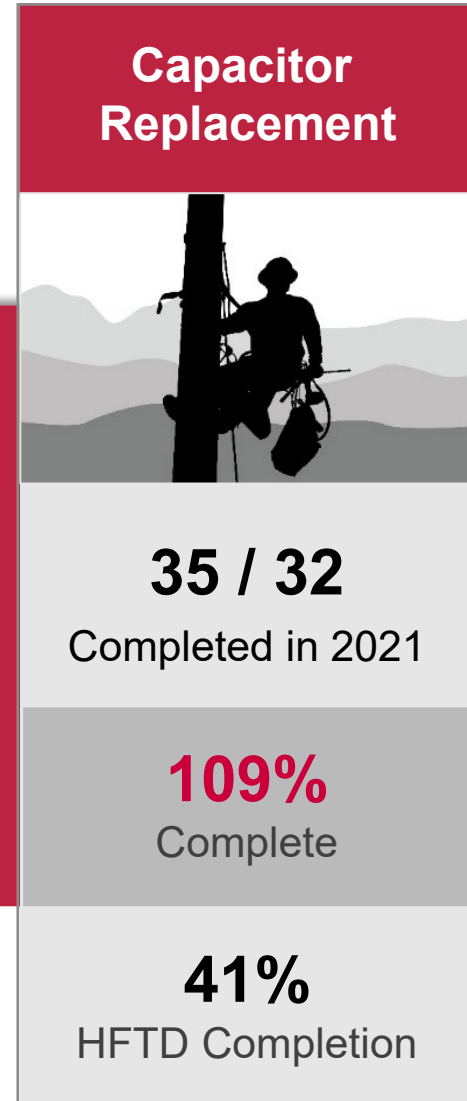 Capacitor
Replacement
35 / 32
Completed in 2021
109%
Complete
41%
HFTD Completion